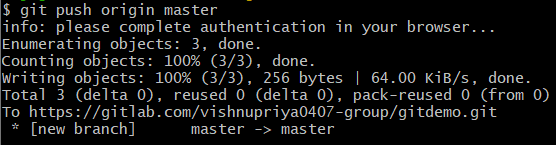 $ git push origin master
info: please complete authentication in your browser...
Enumerating objects: 3, done.
Counting objects: 100% (3/3), done.
Writing objects: 100% (3/3), 256 bytes | 64.00 KiB/s, done.
Total 3 (delta 0), reused 0 (delta 0), pack-reused 0 (from 0)
To https://gitlab.com/vishnupriya0407-group/gitdemo.git
 * [new branch]      master -> master